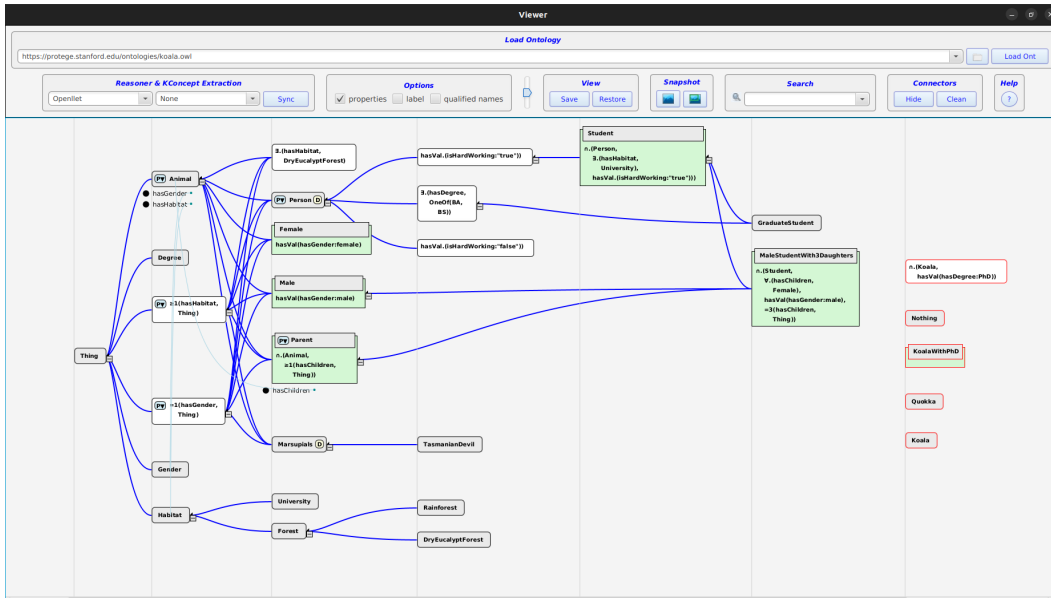 Viewer
Load Ontology
https://protege.stanford.edu/ontologies/koala.owl
Load Ont
Reasoner & KConcept Extraction
Openllet
None
Sync
Options
properties
label
qualified names
View
Save
Restore
Snapshot
Search
Connectors
Hide
Clean
Help
?
Thing
Animal
hasGender
hasHabitat
Degree
≥1(hasHabitat,
Thing)
=1(hasGender,
Thing)
Gender
Habitat
∃.(hasHabitat,
DryEucalyptForest)
Person
D
Female
hasVal(hasGender:female)
Male
hasVal(hasGender:male)
Parent
∩.(Animal,
≥1(hasChildren,
Thing))
hasChildren
Marsupials
D
University
Forest
hasVal.(isHardWorking:"true"))
∃.(hasDegree,
OneOf(BA,
BS))
hasVal.(isHardWorking:"false"))
TasmanianDevil
Rainforest
DryEucalyptForest
Student
∩.(Person,
∃.(hasHabitat,
University),
hasVal.(isHardWorking:"true")))
GraduateStudent
MaleStudentWith3Daughters
∩.(Student,
∀.(hasChildren,
Female),
hasVal(hasGender:male),
=3(hasChildren,
Thing))
∩.(Koala,
hasVal(hasDegree:PhD))
Nothing
KoalaWithPhD
Quokka
Koala